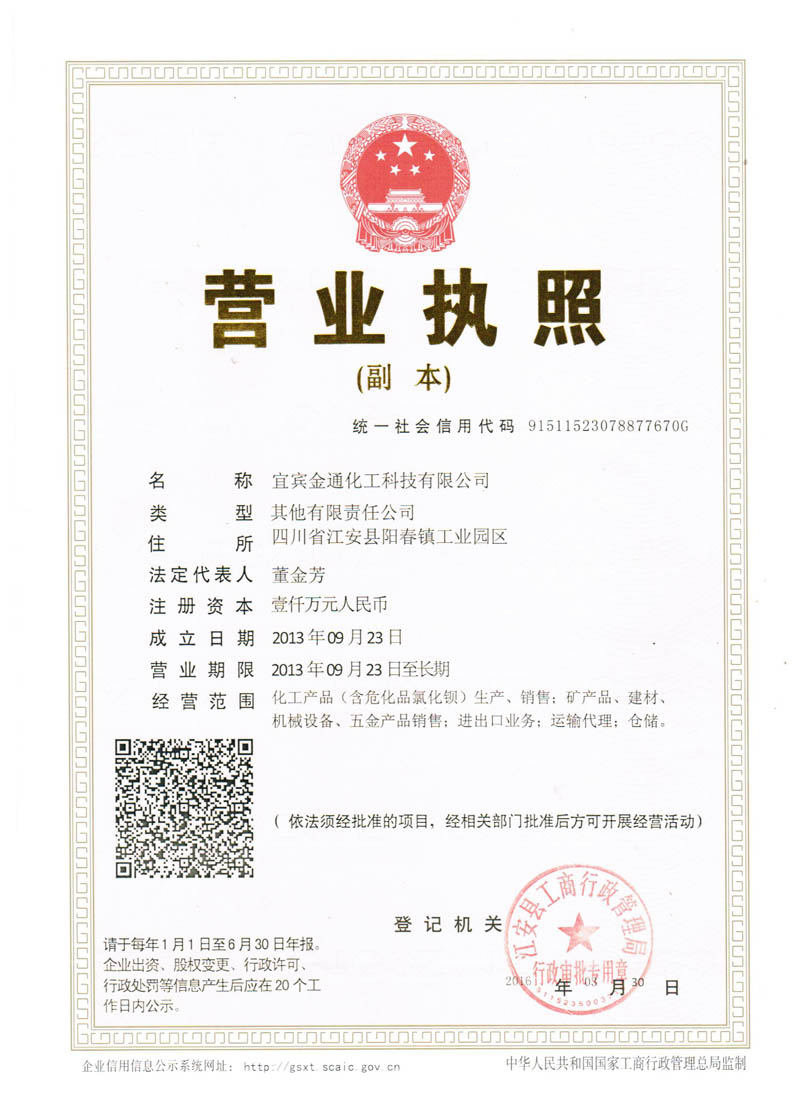 营业执照
(副 本)
统一社会信用代码 91511523078877670G
名 称 宜宾金通化工科技有限公司
类 型 其他有限责任公司
住 所 四川省江安县阳春镇工业园区
法定代表人 董金芳
注 册 资 本 壹仟万元人民币
成 立 日 期 2013年09月23日
营 业 期 限 2013年09月23日至长期
经 营 范 围 化工产品（含危化品氯化钡）生产、销售；矿产品、建材、
机械设备、五金产品销售；进出口业务；运输代理；仓储。
（依法须经批准的项目，经相关部门批准后方可开展经营活动）
登 记 机 关
江安县工商行政管理局
行政审批专用章
2016年 03月30日
请于每年1月1日至6月30日年报。
企业出资、股权变更、行政许可、
行政处罚等信息产生后应在20个工
作日内公示。
企业信用信息公示系统网址： http://gsxt.scaic.gov.cn
中华人民共和国国家工商行政管理总局监制